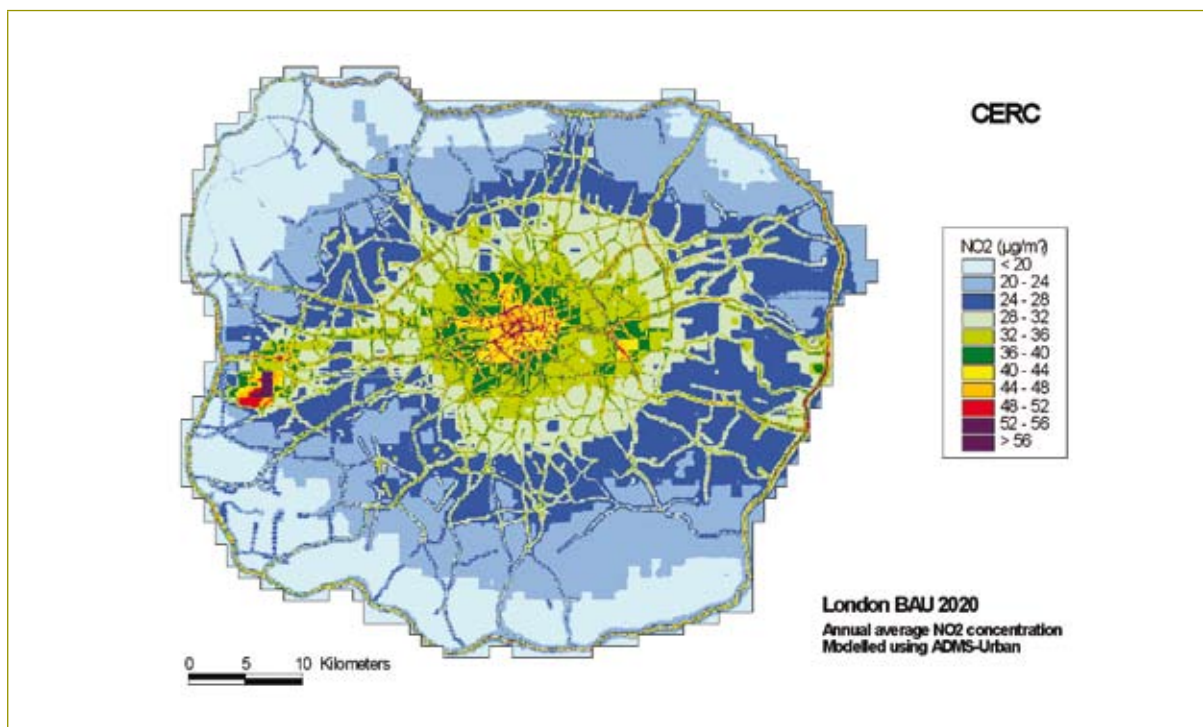 CERC
NO2 (µg/m³)
< 20
20 - 24
24 - 28
28 - 32
32 - 36
36 - 40
40 - 44
44 - 48
48 - 52
52 - 56
> 56
London BAU 2020
Annual average NO2 concentration
Modelled using ADMS-Urban
0 5 10 Kilometers